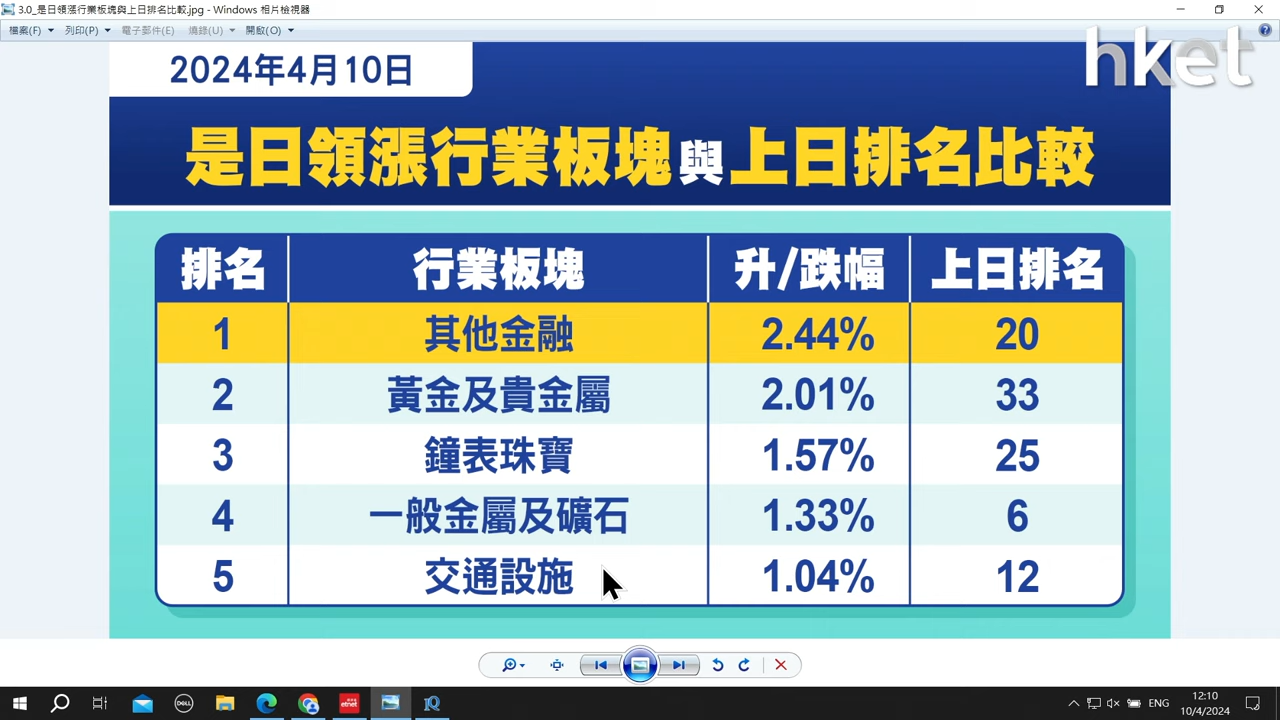 3.0_是日領漲行業板塊與上日排名比較.jpg - Windows 相片檢視器
檔案(F) 列印(P) 電子郵件(E) 燒錄(U) 開啟(O)
hket
2024年4月10日
是日領漲行業板塊與上日排名比較
排名 行業板塊 升/跌幅 上日排名
1 其他金融 2.44% 20
2 黃金及貴金屬 2.01% 33
3 鐘表珠寶 1.57% 25
4 一般金屬及礦石 1.33% 6
5 交通設施 1.04% 12
DELL
etnet
IQ
ENG
12:10
10/4/2024